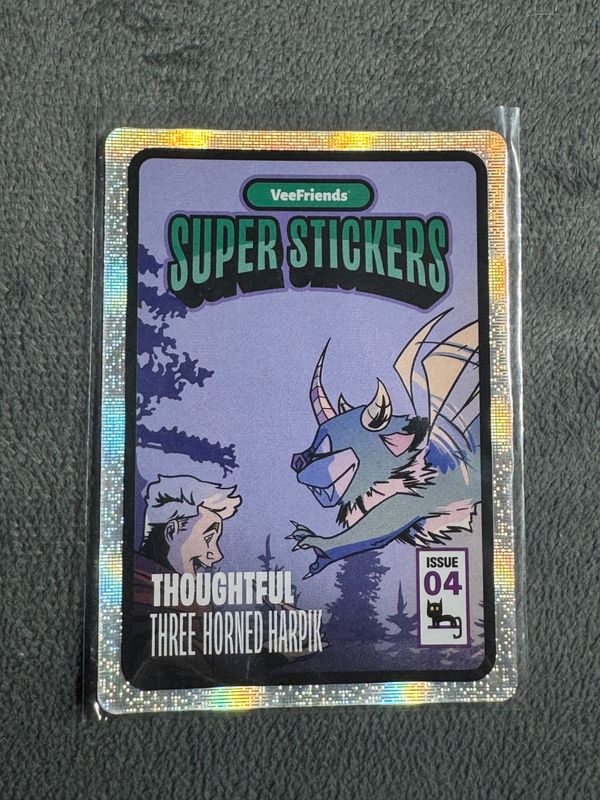 VeeFriends
SUPER STICKERS
THOUGHTFUL
THREE HORNED HARPIK
ISSUE
04